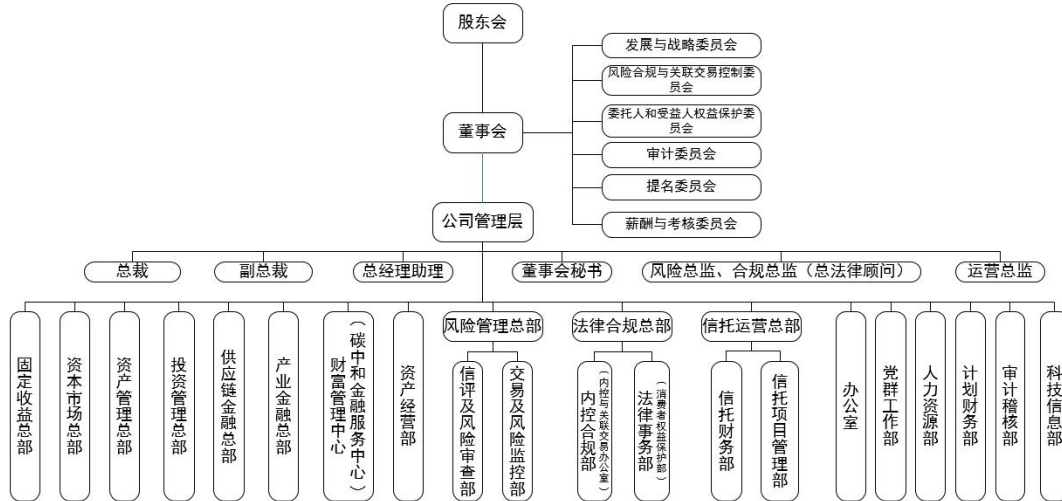 股东会
发展与战略委员会
风险合规与关联交易控制委
员会
委托人和受益人权益保护委
员会
董事会
审计委员会
提名委员会
薪酬与考核委员会
公司管理层
总裁
副总裁
总经理助理
董事会秘书
风险总监、合规总监（总法律顾问）
运营总监
固定收益总部
资本市场总部
资产管理总部
投资管理总部
供应链金融总部
产业金融总部
财富管理中心
（碳中和金融服务中心）
资产经营部
风险管理总部
信评及风险审查部
交易及风险监控部
法律合规总部
内控合规部
（内控与关联交易办公室）
法律事务部
（消费者权益保护部）
信托运营总部
信托财务部
信托项目管理部
办公室
党群工作部
人力资源部
计划财务部
审计稽核部
科技信息部